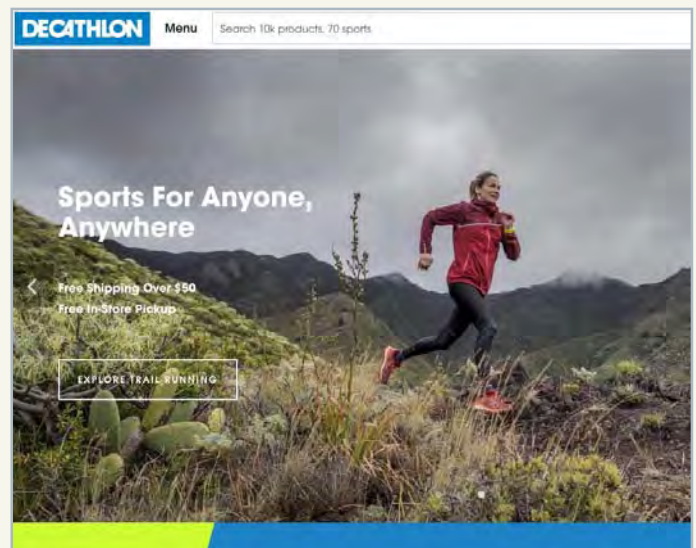 DECATHLON
Menu
Search 10k products, 70 sports
Sports For Anyone,
Anywhere
Free Shipping Over $50
Free In-Store Pickup
EXPLORE TRAIL RUNNING